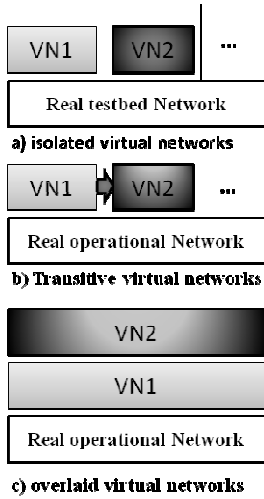 VN1 VN2 ...
Real testbed Network
a) isolated virtual networks
VN1 VN2 ...
Real operational Network
b) Transitive virtual networks
VN2
VN1
Real operational Network
c) overlaid virtual networks